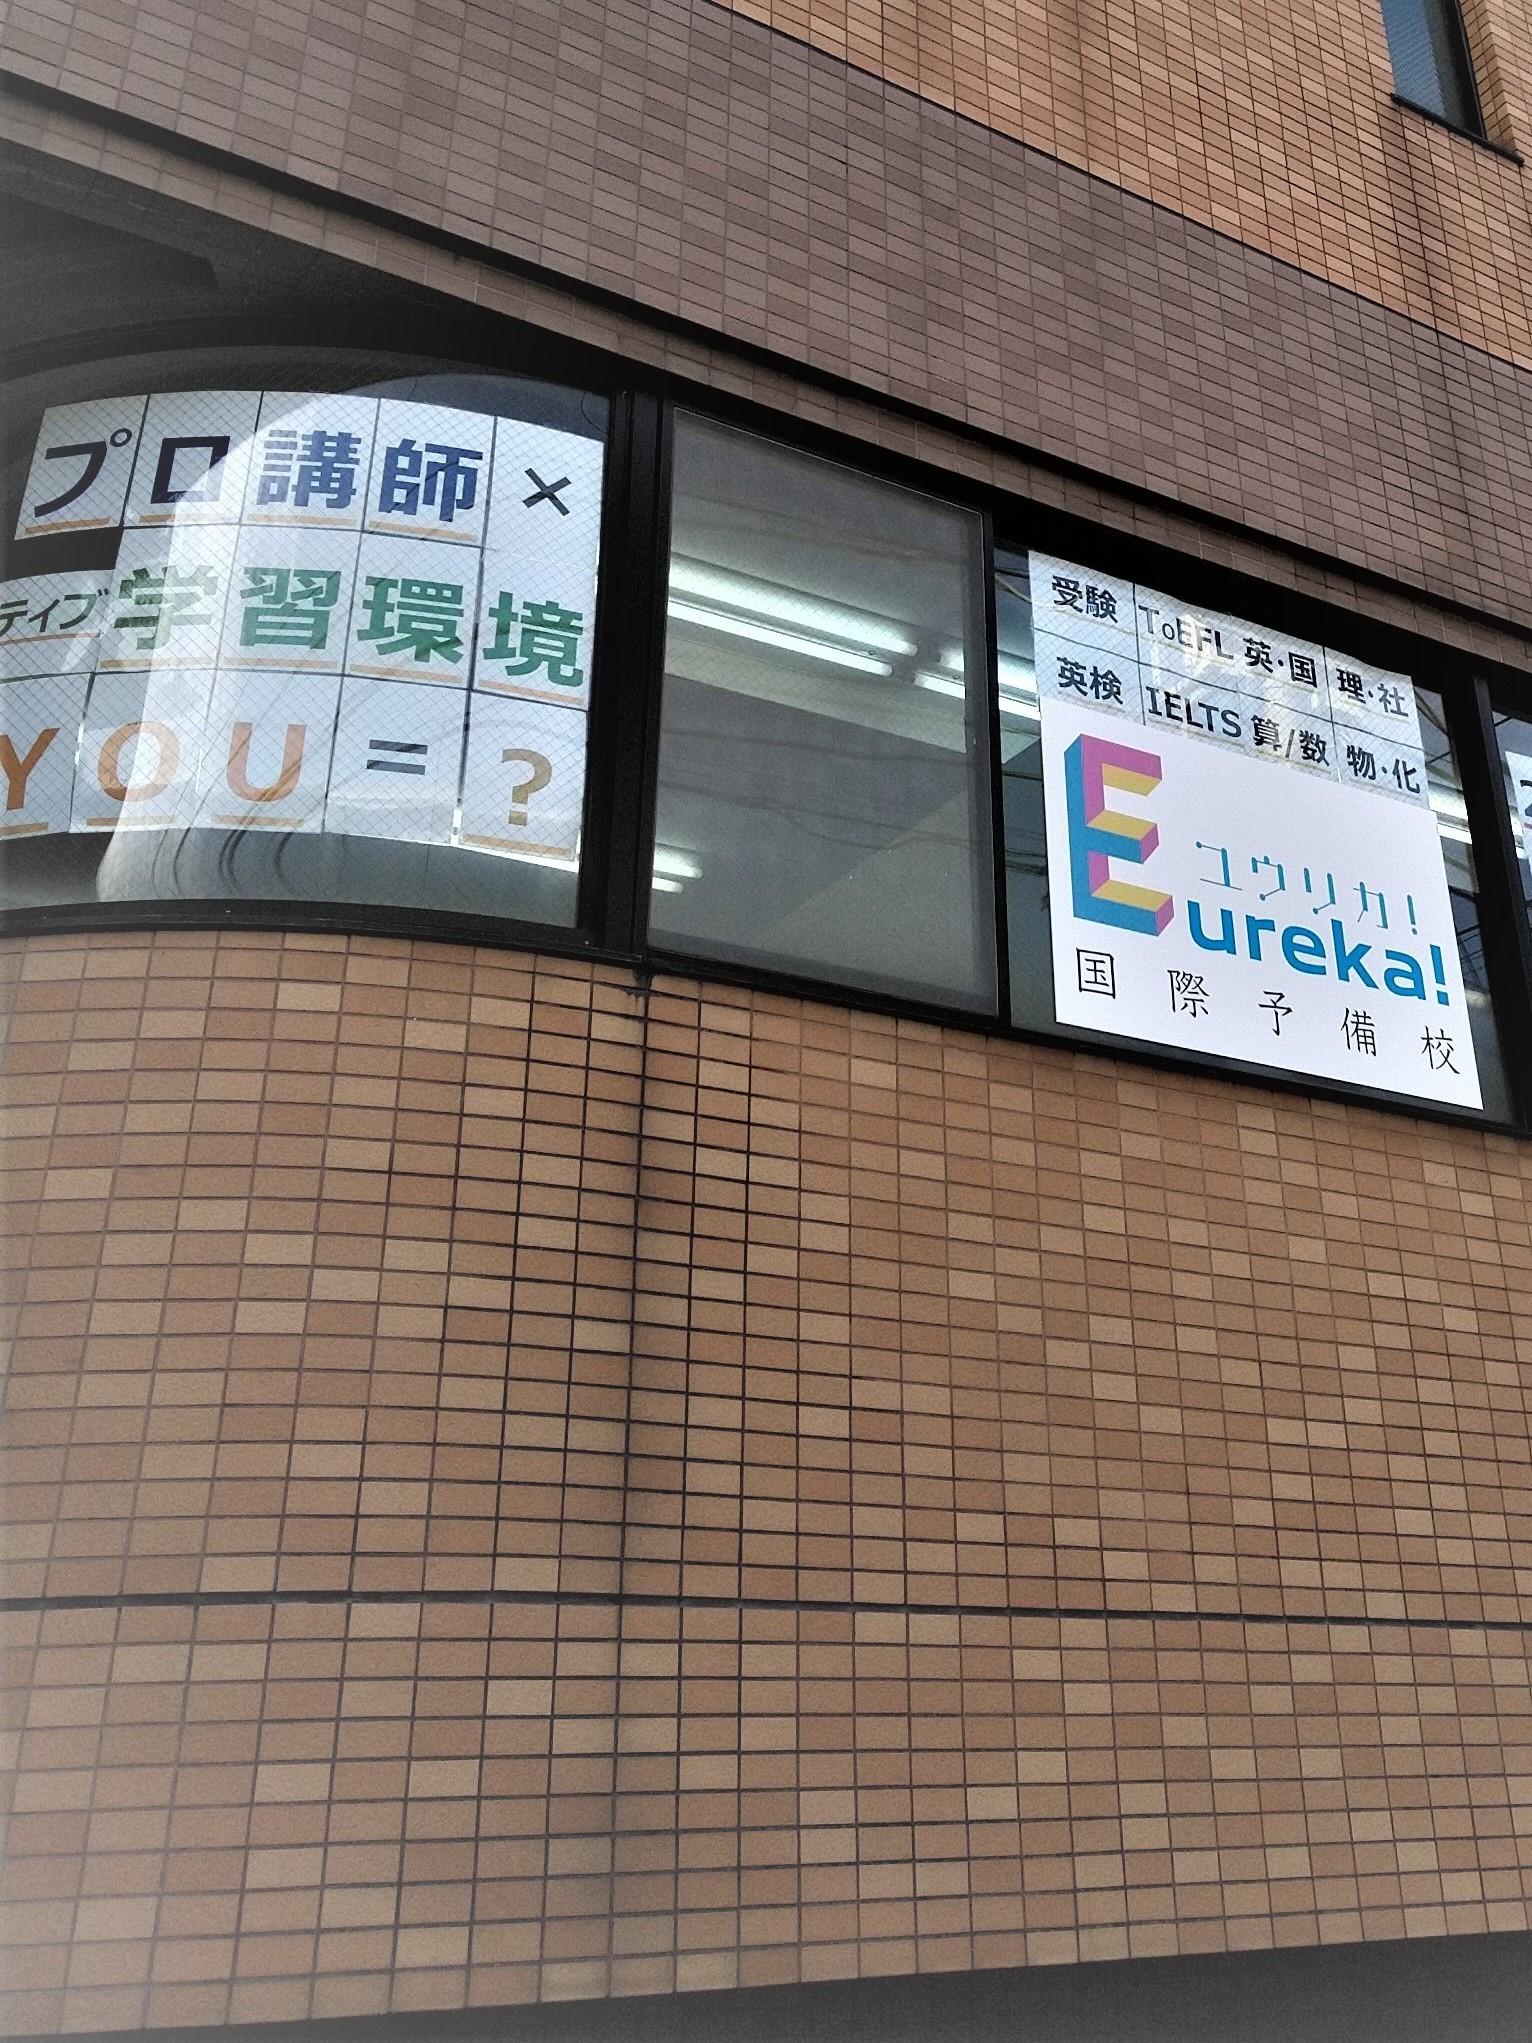 プロ講師×
ティブ学習環境
YOU=?
受験 ToEFL 英・国 理・社
英検 IELTS 算/数 物・化
ユウリカ!
Eureka!
国際予備校